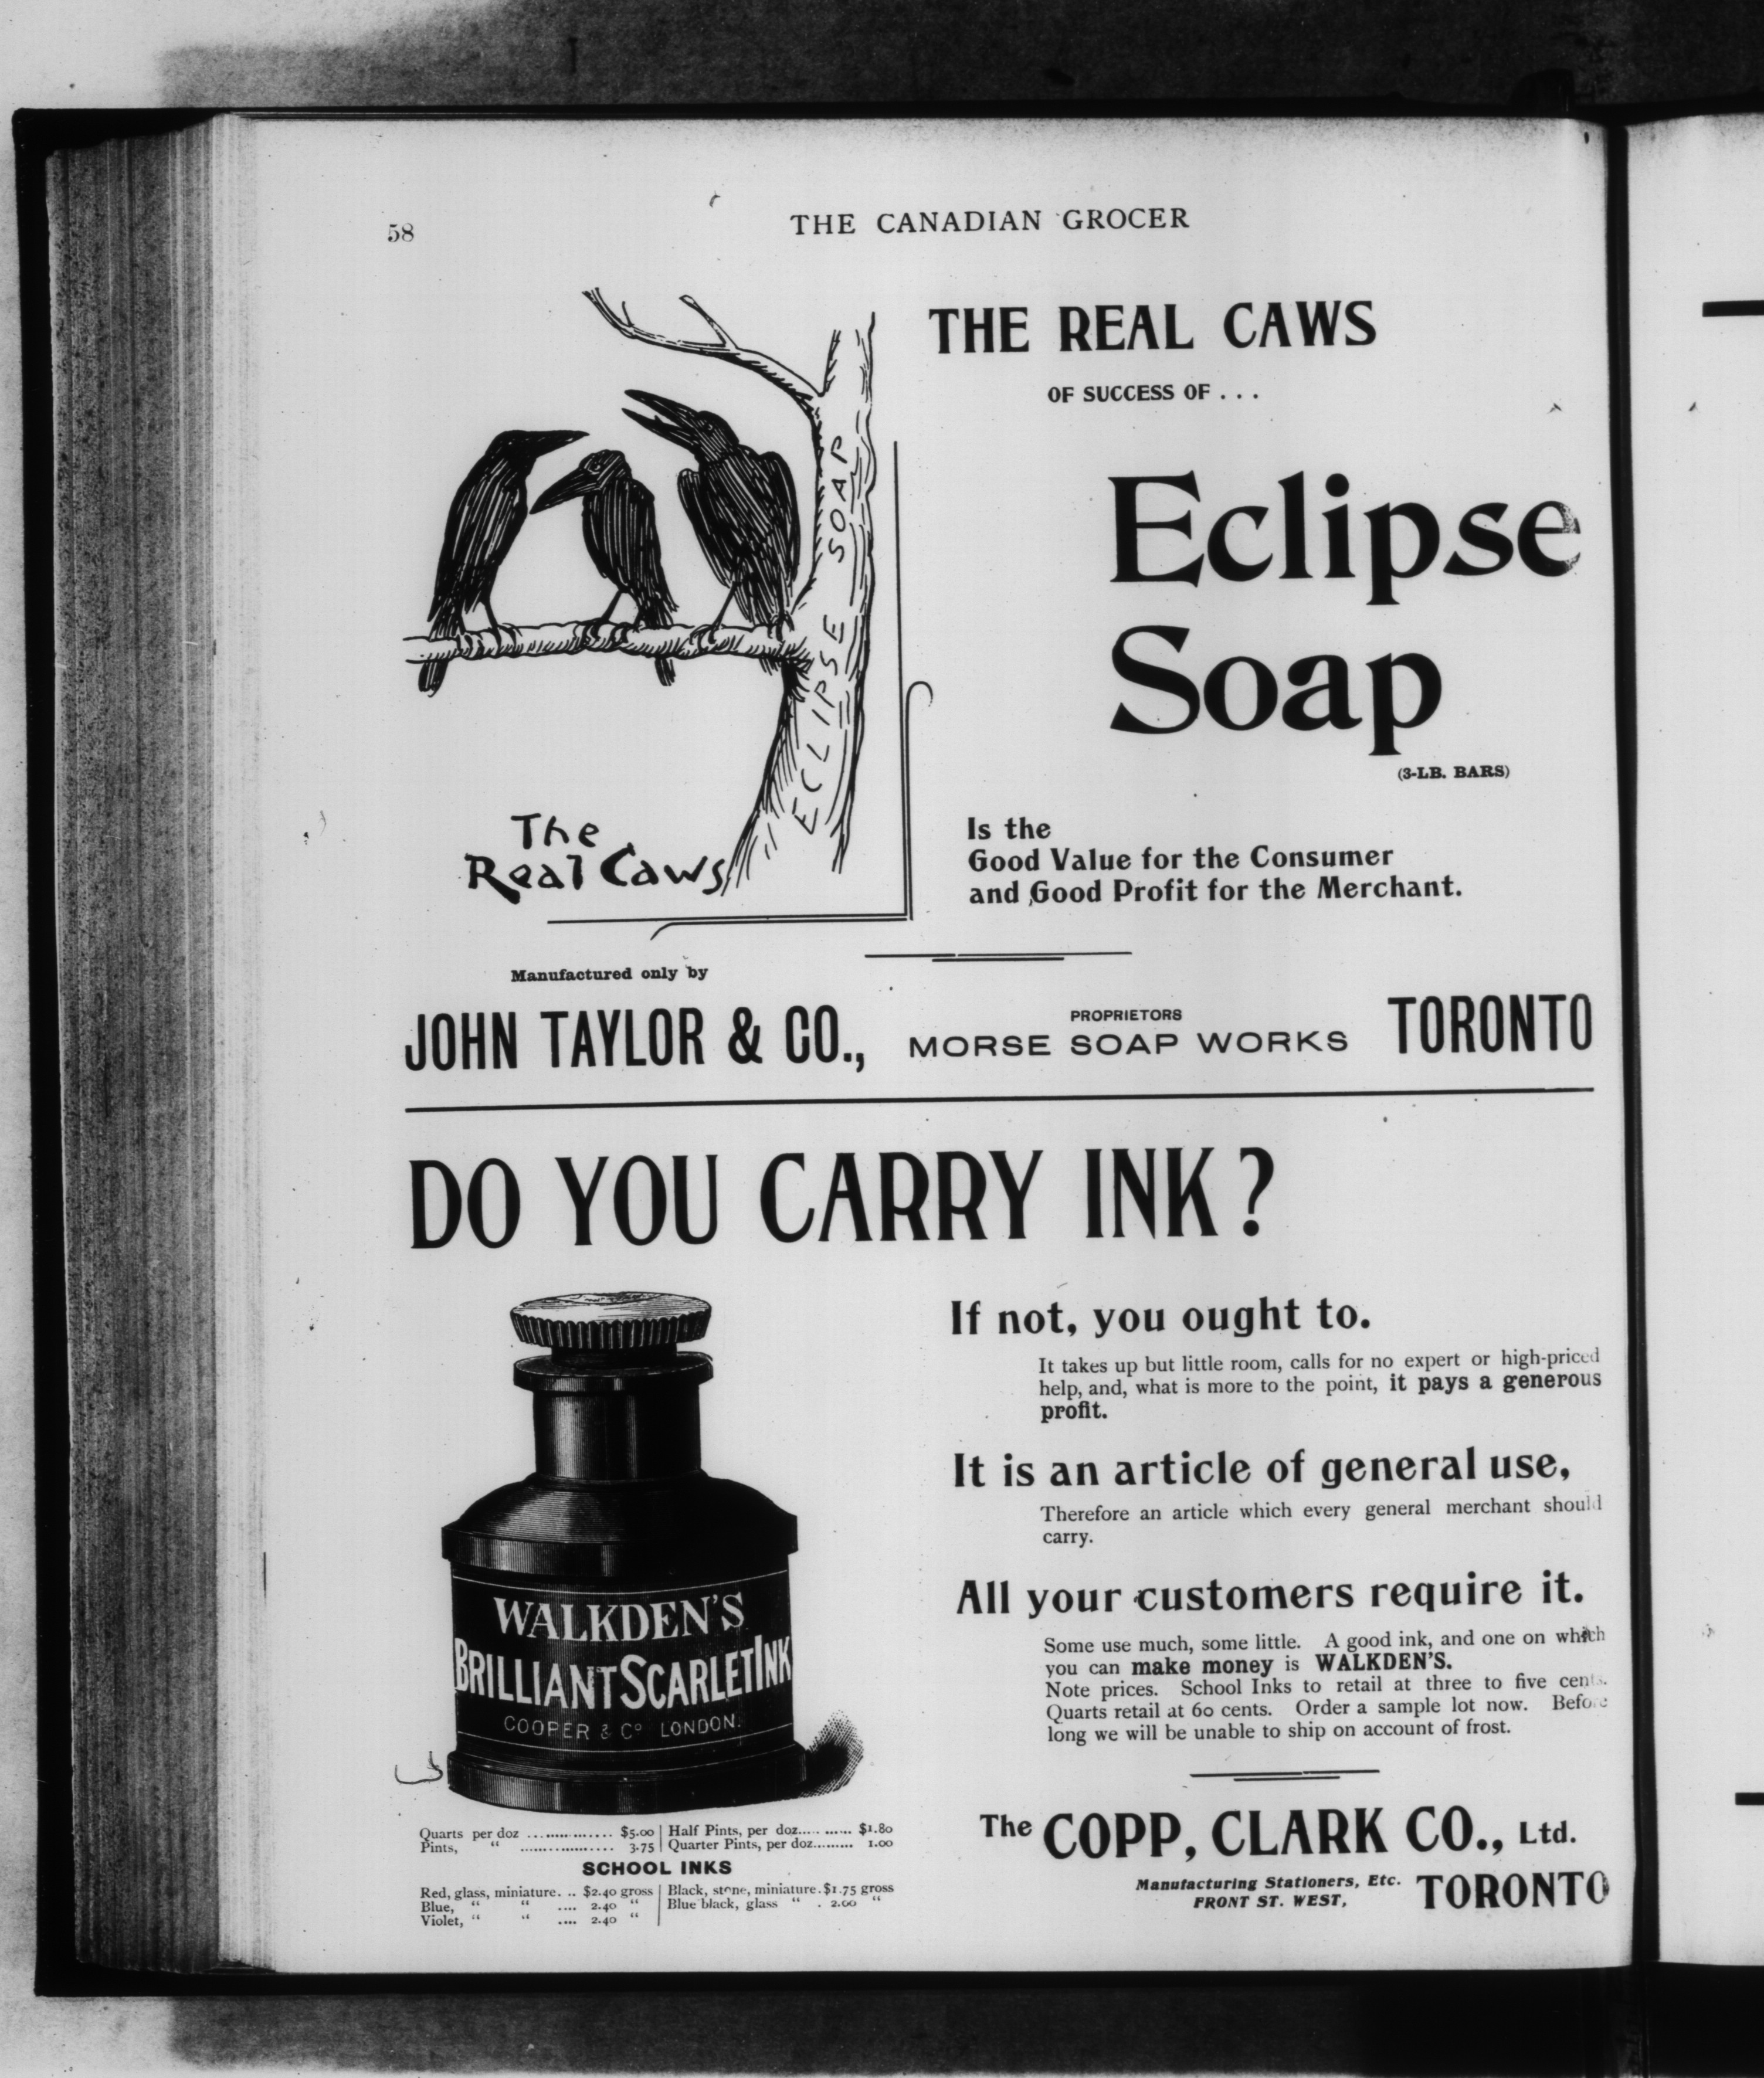 58
THE CANADIAN GROCER
THE REAL CAWS
OF SUCCESS OF . . .
Eclipse
Soap
(3-LB. BARS)
ECLIPSE SOAP
The
Real Caws
Is the
Good Value for the Consumer
and Good Profit for the Merchant.
Manufactured only by
JOHN TAYLOR & CO., PROPRIETORS MORSE SOAP WORKS TORONTO
DO YOU CARRY INK?
WALKDEN'S
BRILLIANT SCARLET INK
COOPER & CO LONDON.
If not, you ought to.
It takes up but little room, calls for no expert or high-priced
help, and, what is more to the point, it pays a generous
profit.
It is an article of general use,
Therefore an article which every general merchant should
carry.
All your customers require it.
Some use much, some little. A good ink, and one on which
you can make money is WALKDEN'S.
Note prices. School Inks to retail at three to five cents.
Quarts retail at 60 cents. Order a sample lot now. Before
long we will be unable to ship on account of frost.
Quarts per doz ................ $5.00 | Half Pints, per doz........... $1.80
Pints, " .................. 3.75 | Quarter Pints, per doz......... 1.00
SCHOOL INKS
Red, glass, miniature. .. $2.40 gross | Black, stone, miniature. $1.75 gross
Blue, " " .... 2.40 " | Blue black, glass " . 2.00 "
Violet, " " .... 2.40 "
The COPP, CLARK CO., Ltd.
Manufacturing Stationers, Etc.
FRONT ST. WEST, TORONTO